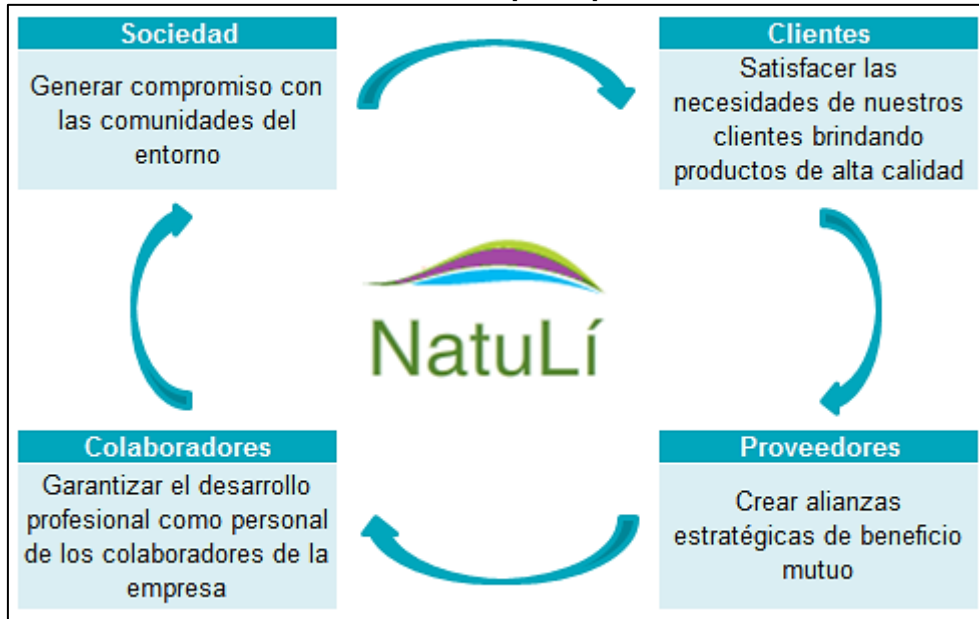 Sociedad
Generar compromiso con
las comunidades del
entorno
Clientes
Satisfacer las
necesidades de nuestros
clientes brindando
productos de alta calidad
NatuLí
Colaboradores
Garantizar el desarrollo
profesional como personal
de los colaboradores de la
empresa
Proveedores
Crear alianzas
estratégicas de beneficio
mutuo